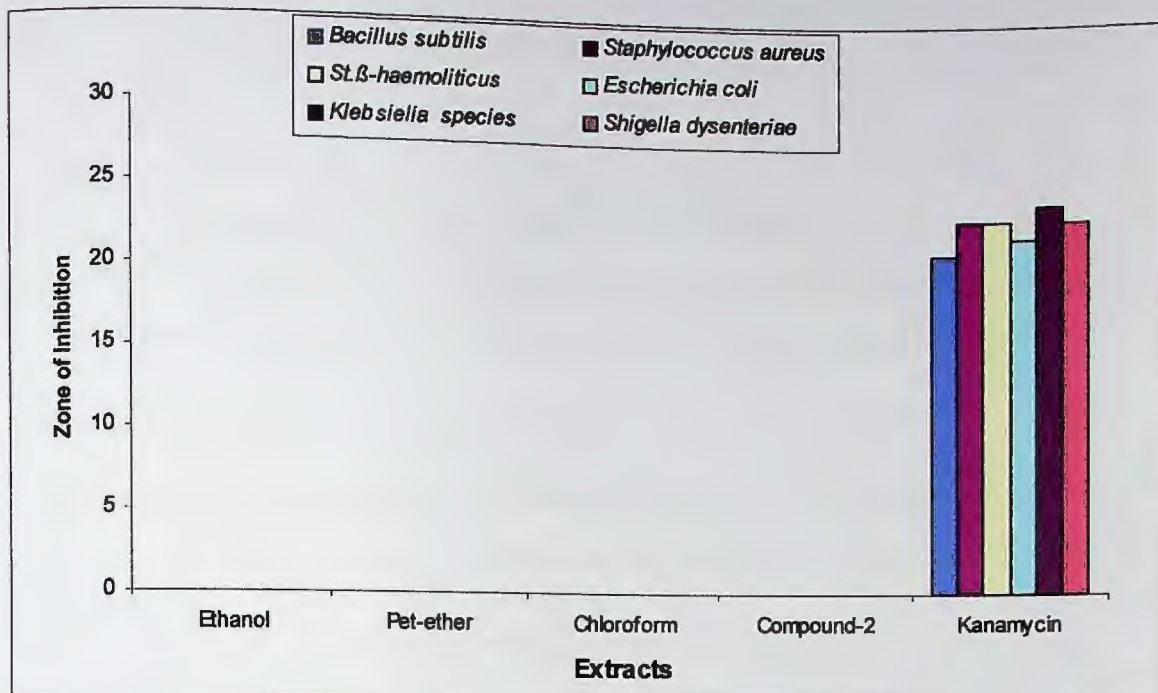 Bacillus subtilis
Staphylococcus aureus
St.ß-haemoliticus
Escherichia coli
Klebsielia species
Shigella dysenteriae
30
25
20
15
10
5
0
Zone of Inhibition
Ethanol
Pet-ether
Chloroform
Compound-2
Kanamycin
Extracts